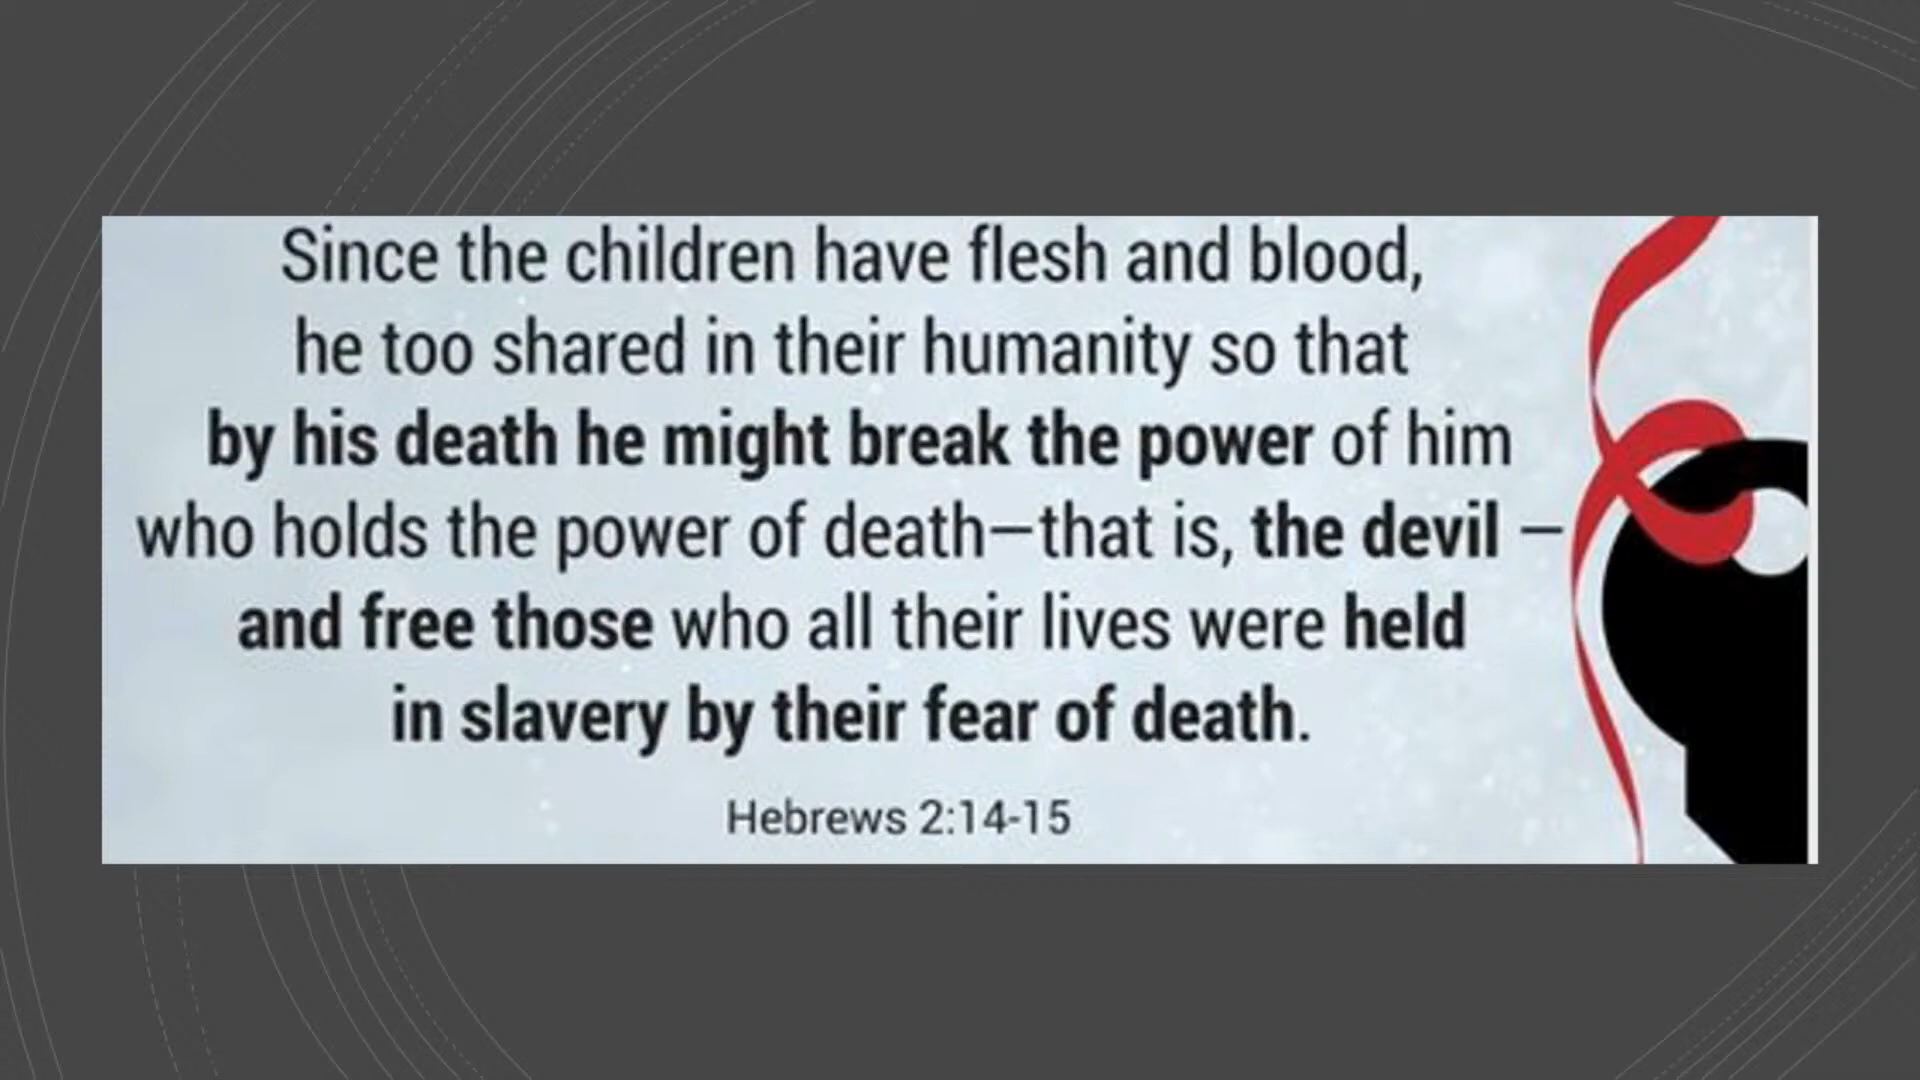 Since the children have flesh and blood,
he too shared in their humanity so that
by his death he might break the power of him
who holds the power of death—that is, the devil —
and free those who all their lives were held
in slavery by their fear of death.
Hebrews 2:14-15